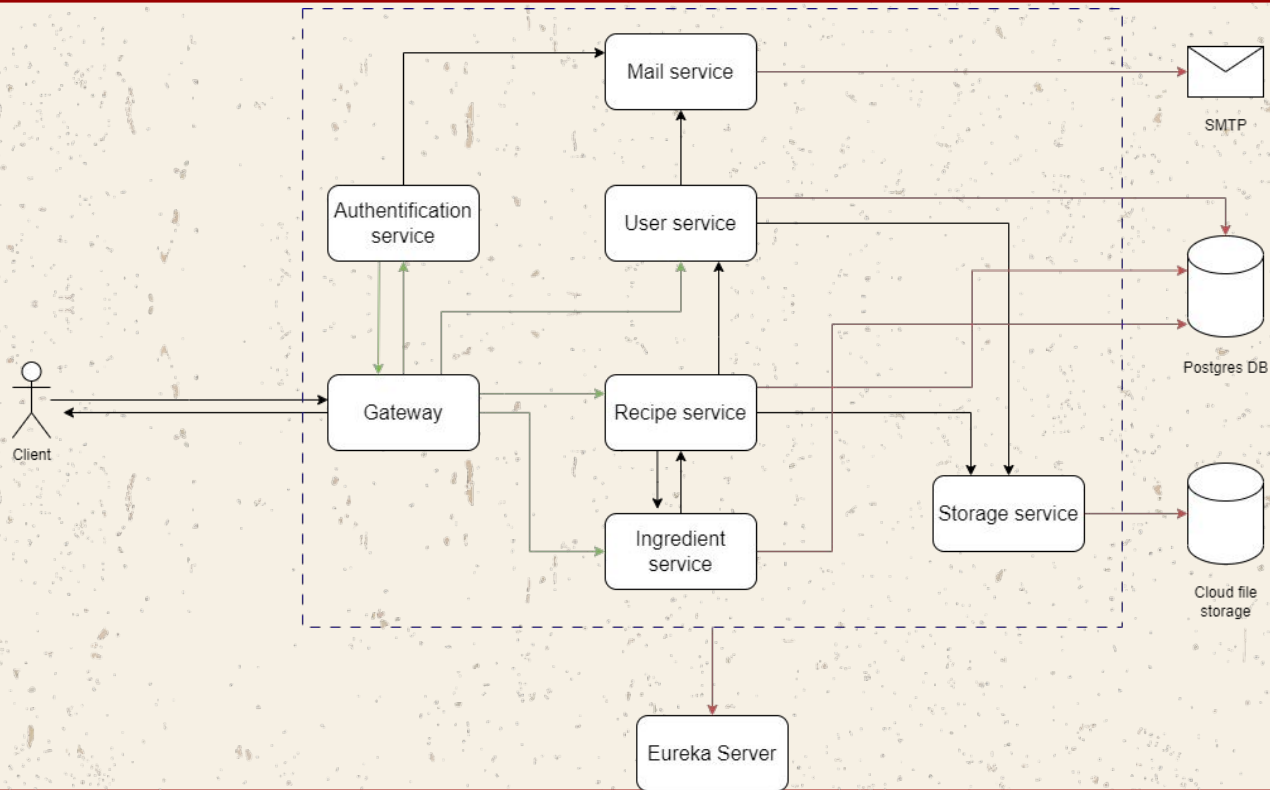 Mail service
SMTP
Authentification
service
User service
Postgres DB
Client
Gateway
Recipe service
Ingredient
service
Storage service
Cloud file
storage
Eureka Server